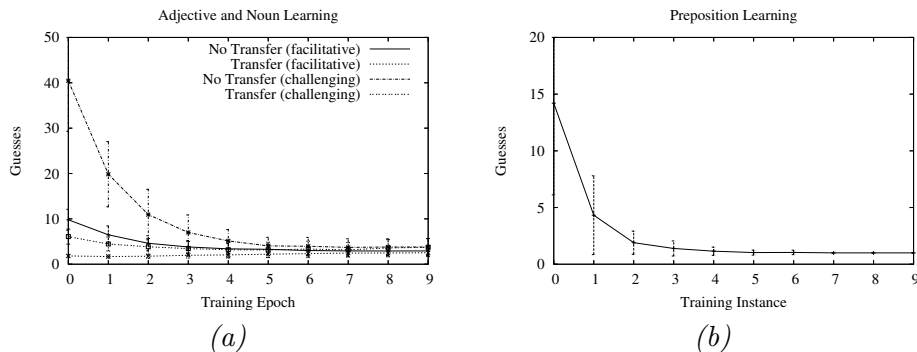 Adjective and Noun Learning
50
40
30
20
10
0
Guesses
No Transfer (facilitative)
Transfer (facilitative)
No Transfer (challenging)
Transfer (challenging)
0 1 2 3 4 5 6 7 8 9
Training Epoch
(a)
Preposition Learning
20
15
10
5
0
Guesses
0 1 2 3 4 5 6 7 8 9
Training Instance
(b)